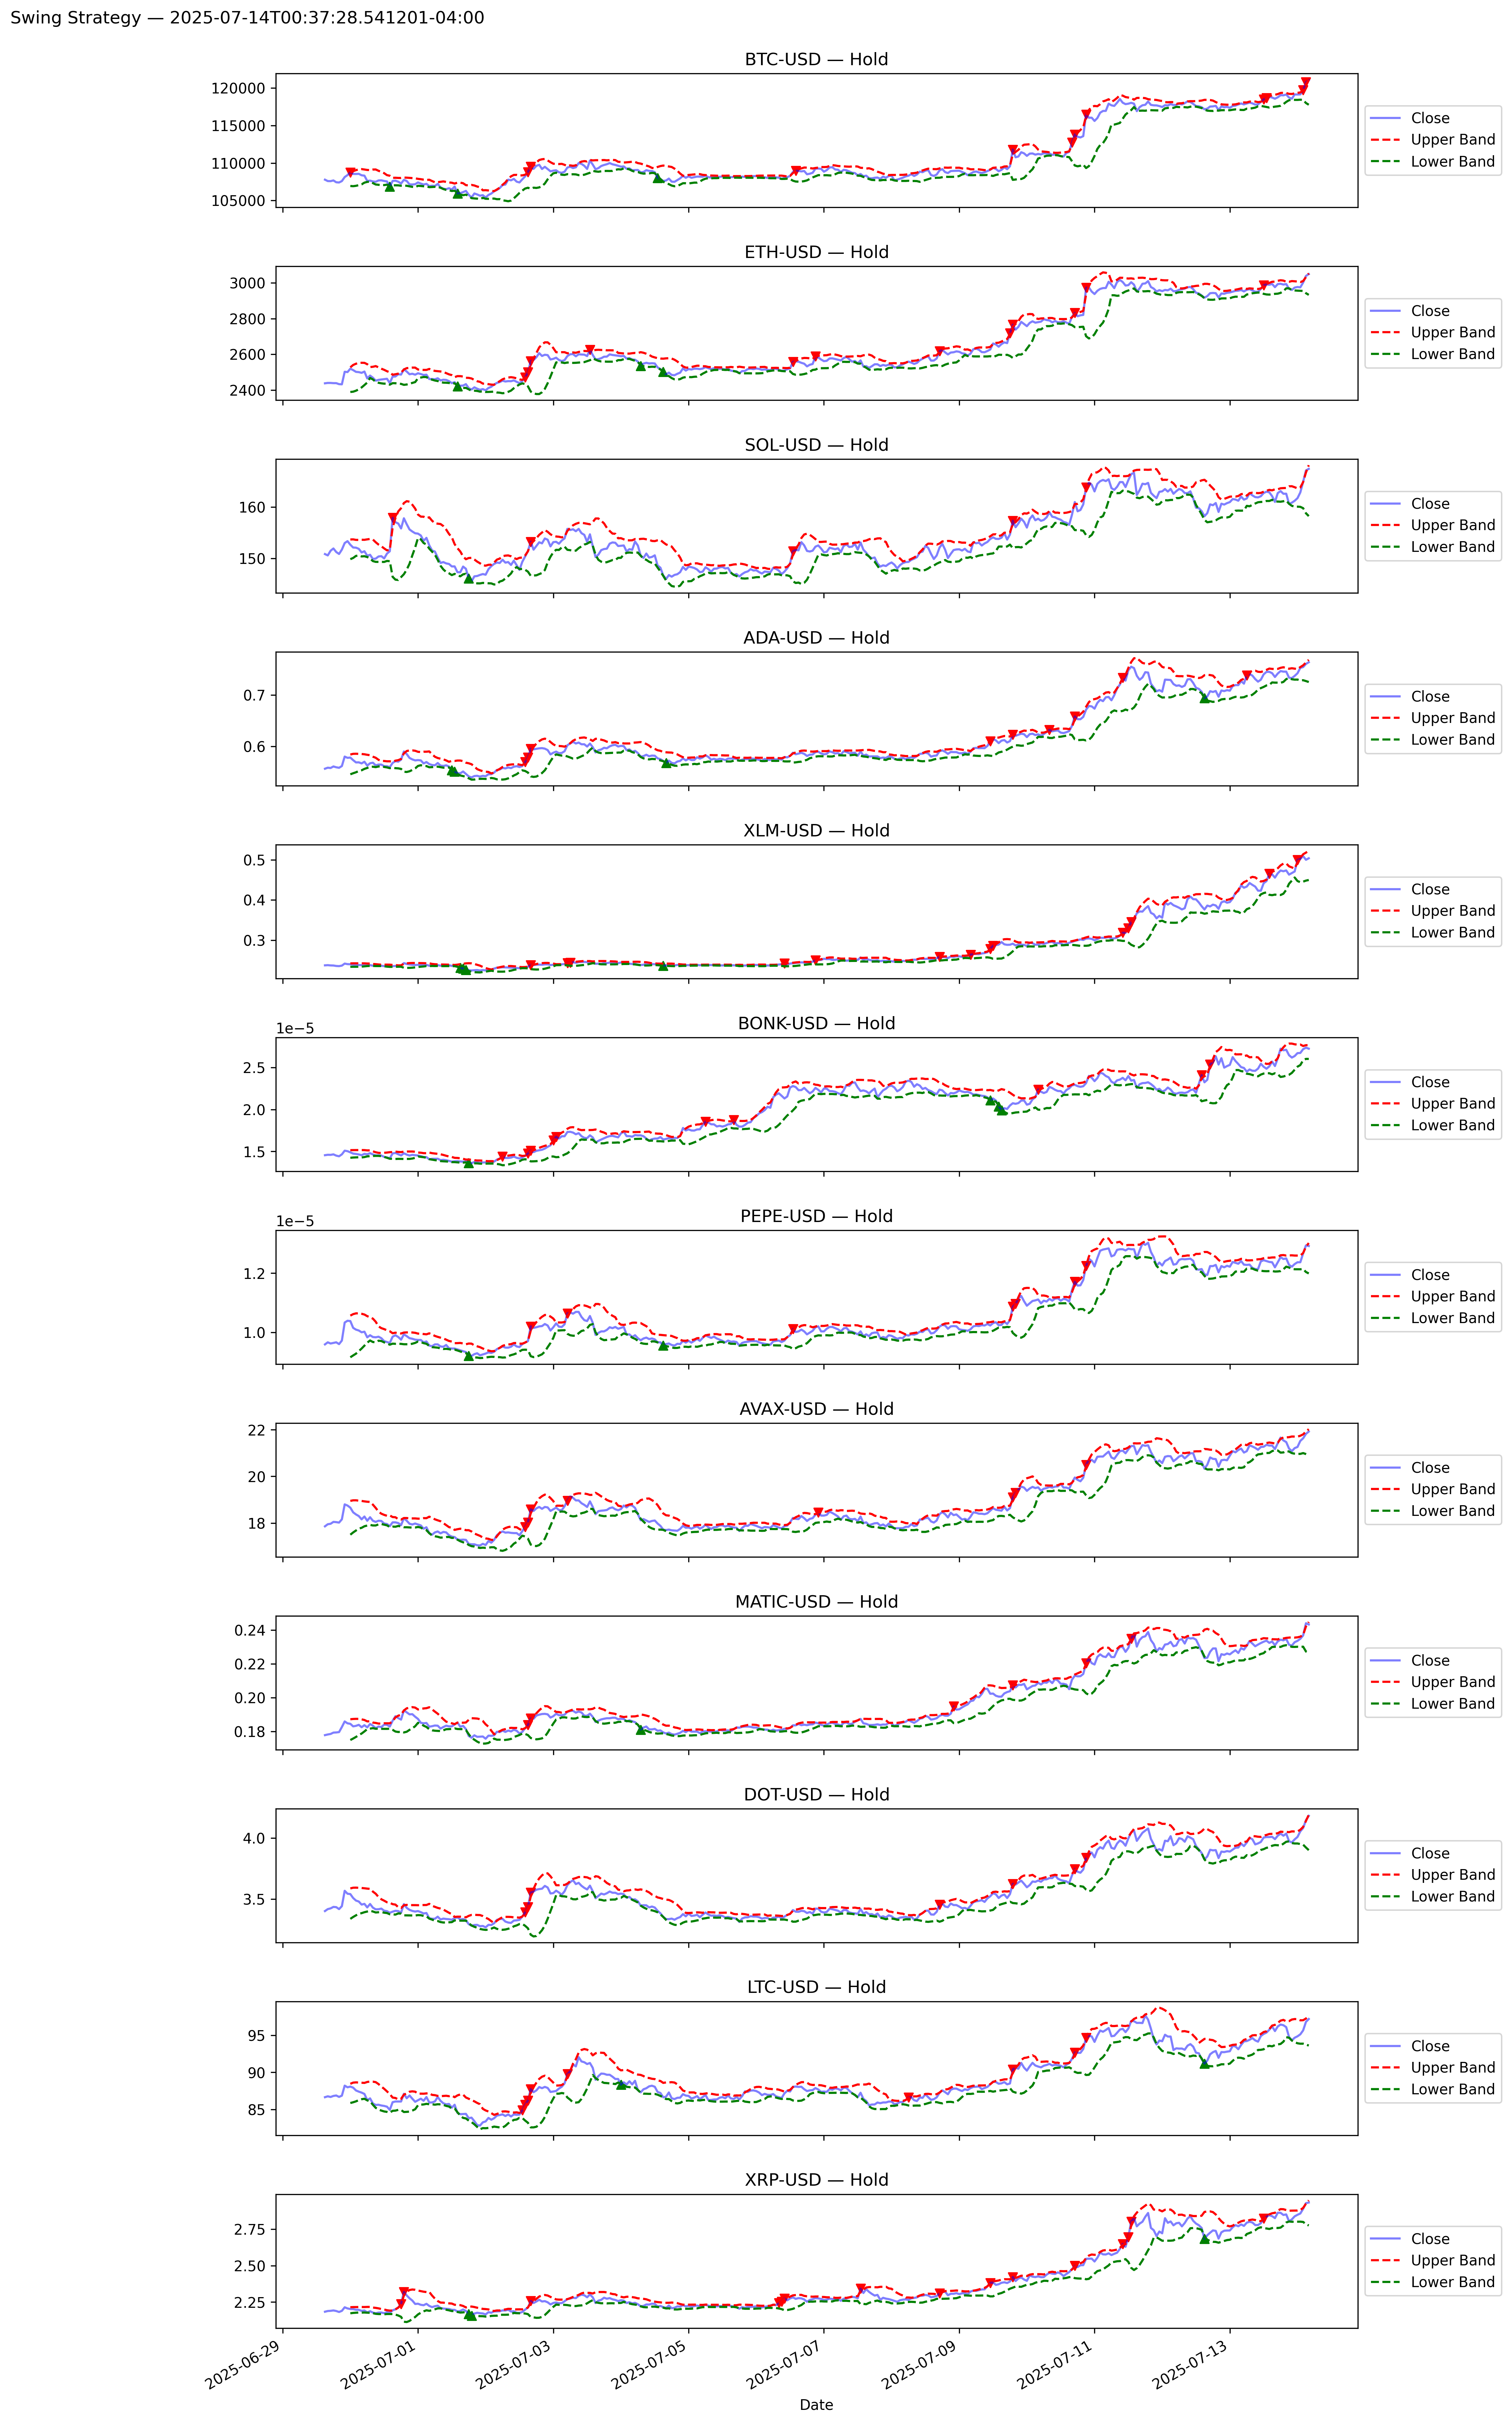 Swing Strategy — 2025-07-14T00:37:28.541201-04:00
BTC-USD — Hold
120000
115000
110000
105000
Close
Upper Band
Lower Band
ETH-USD — Hold
3000
2800
2600
2400
Close
Upper Band
Lower Band
SOL-USD — Hold
160
150
Close
Upper Band
Lower Band
ADA-USD — Hold
0.7
0.6
Close
Upper Band
Lower Band
XLM-USD — Hold
0.5
0.4
0.3
Close
Upper Band
Lower Band
BONK-USD — Hold
1e−5
2.5
2.0
1.5
Close
Upper Band
Lower Band
PEPE-USD — Hold
1e−5
1.2
1.0
Close
Upper Band
Lower Band
AVAX-USD — Hold
22
20
18
Close
Upper Band
Lower Band
MATIC-USD — Hold
0.24
0.22
0.20
0.18
Close
Upper Band
Lower Band
DOT-USD — Hold
4.0
3.5
Close
Upper Band
Lower Band
LTC-USD — Hold
95
90
85
Close
Upper Band
Lower Band
XRP-USD — Hold
2.75
2.50
2.25
Close
Upper Band
Lower Band
2025-06-29
2025-07-01
2025-07-03
2025-07-05
2025-07-07
2025-07-09
2025-07-11
2025-07-13
Date